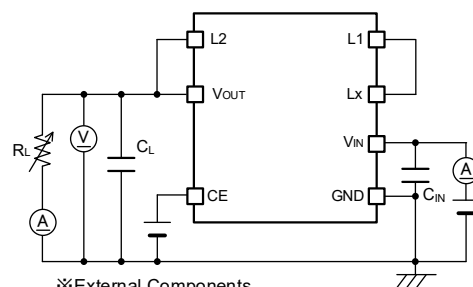 L2
L1
VOUT
Lx
RL
V
CL
VIN
A
CE
GND
CIN
A
※External Components